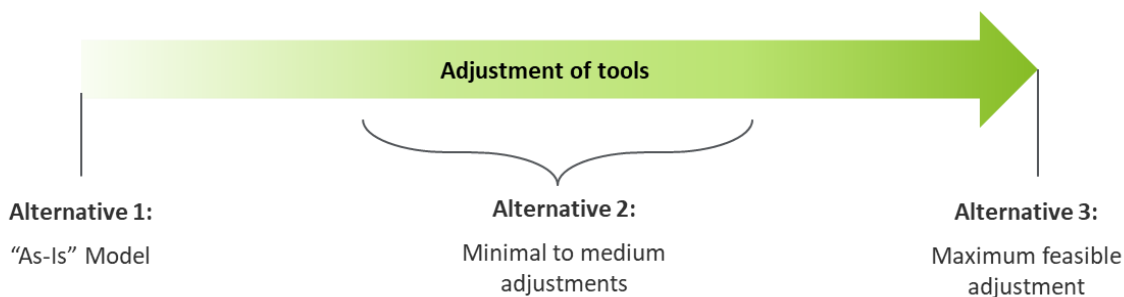 Adjustment of tools
Alternative 1:
“As-Is” Model
Alternative 2:
Minimal to medium
adjustments
Alternative 3:
Maximum feasible
adjustment